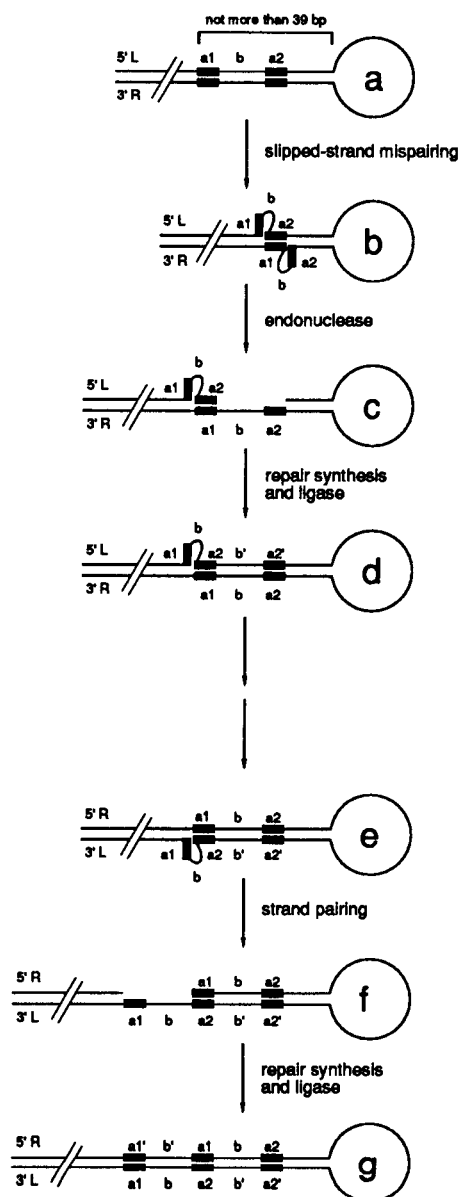 not more than 39 bp
a1 b a2
5' L
3' R
a
slipped-strand mispairing
b
a1 a2
5' L
3' R
b
a1 a2
b
endonuclease
b
5' L
a1 a2
3' R
c
a1 b a2
repair synthesis
and ligase
b
5' L
a1 a2 b' a2'
3' R
d
a1 b a2
a1 b a2
5' R
3' L
e
a1 a2 b' a2'
b
strand pairing
a1 b a2
5' R
3' L
f
a1 b a2 b' a2'
repair synthesis
and ligase
a1' b' a1 b a2
5' R
3' L
g
a1 b a2 b' a2'